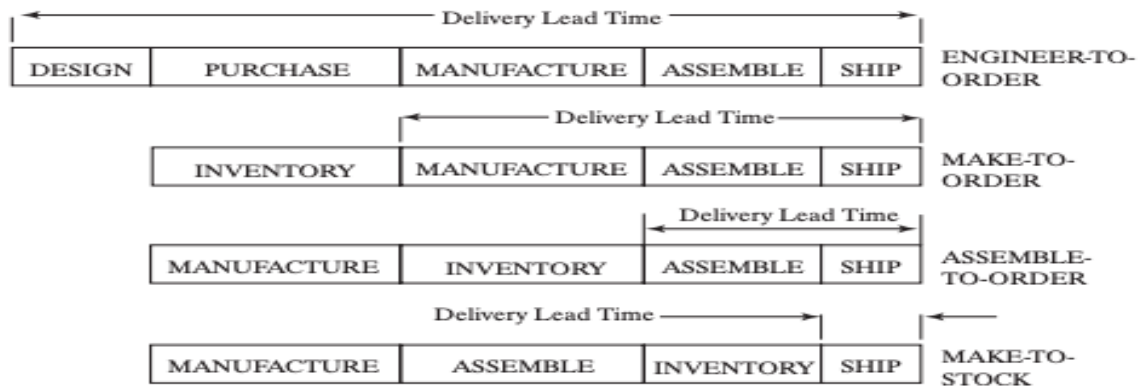 Delivery Lead Time
DESIGN PURCHASE MANUFACTURE ASSEMBLE SHIP ENGINEER-TO-
ORDER
Delivery Lead Time
INVENTORY MANUFACTURE ASSEMBLE SHIP MAKE-TO-
ORDER
Delivery Lead Time
MANUFACTURE INVENTORY ASSEMBLE SHIP ASSEMBLE-
TO-ORDER
Delivery Lead Time
MANUFACTURE ASSEMBLE INVENTORY SHIP MAKE-TO-
STOCK